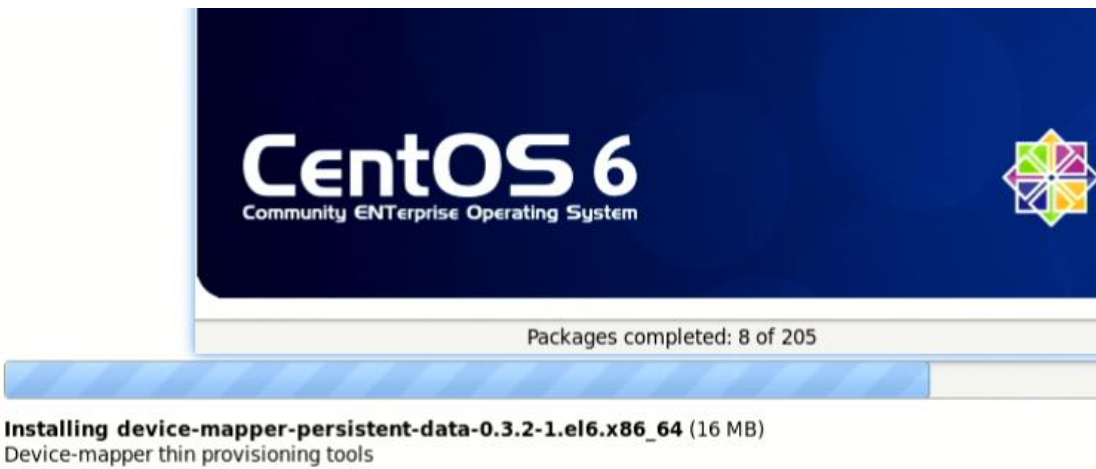 CentOS 6
Community ENTerprise Operating System
Packages completed: 8 of 205
Installing device-mapper-persistent-data-0.3.2-1.el6.x86_64 (16 MB)
Device-mapper thin provisioning tools